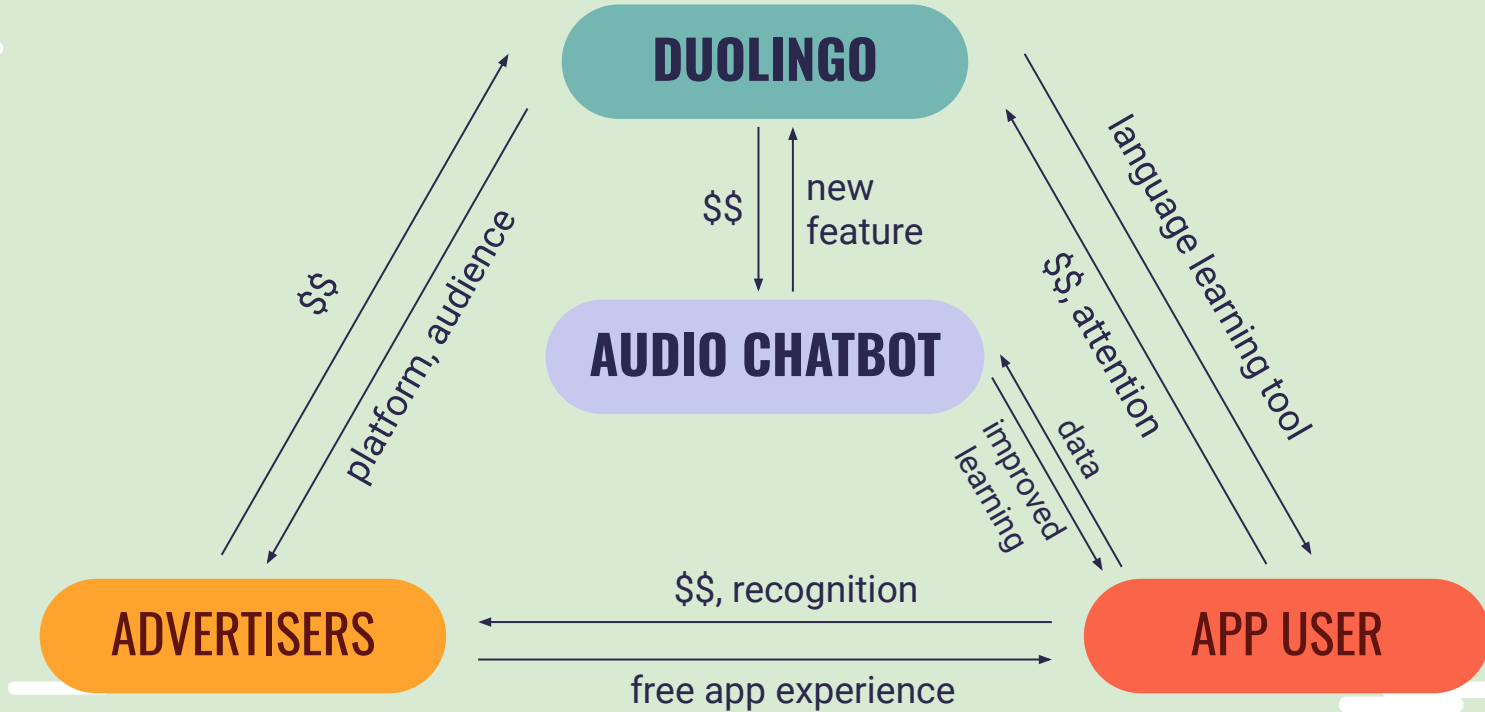 DUOLINGO
$$
new
feature
$$
platform, audience
language learning tool
$$, attention
AUDIO CHATBOT
improved
learning
data
$$, recognition
ADVERTISERS
APP USER
free app experience